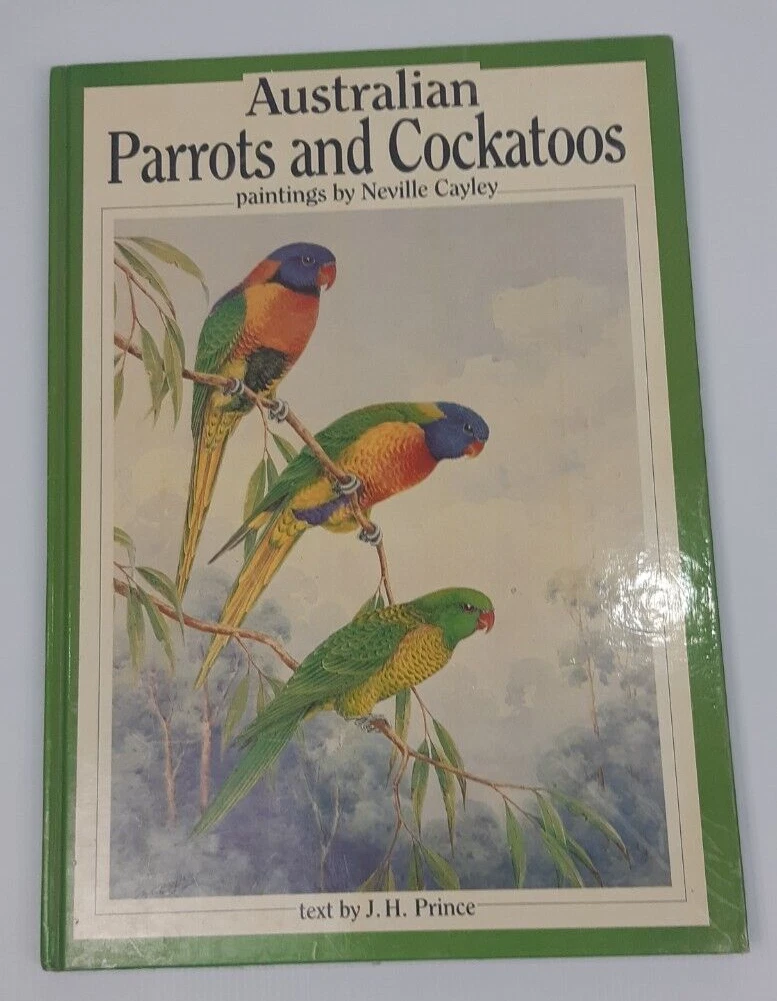 Australian
Parrots and Cockatoos
paintings by Neville Cayley
text by J. H. Prince